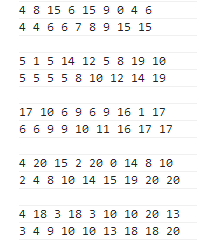 4 8 15 6 15 9 0 4 6
4 4 6 6 7 8 9 15 15
5 1 5 14 12 5 8 19 10
5 5 5 5 8 10 12 14 19
17 10 6 9 6 9 16 1 17
6 6 9 9 10 11 16 17 17
4 20 15 2 20 0 14 8 10
2 4 8 10 14 15 19 20 20
4 18 3 18 3 10 10 20 13
3 4 9 10 10 13 18 18 20